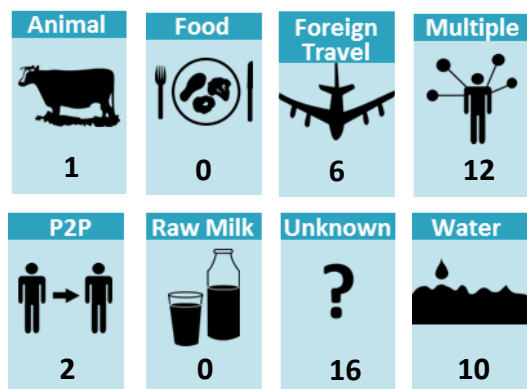 Animal
Food
Foreign
Travel
Multiple
1
0
6
12
P2P
Raw Milk
Unknown
Water
?
2
0
16
10